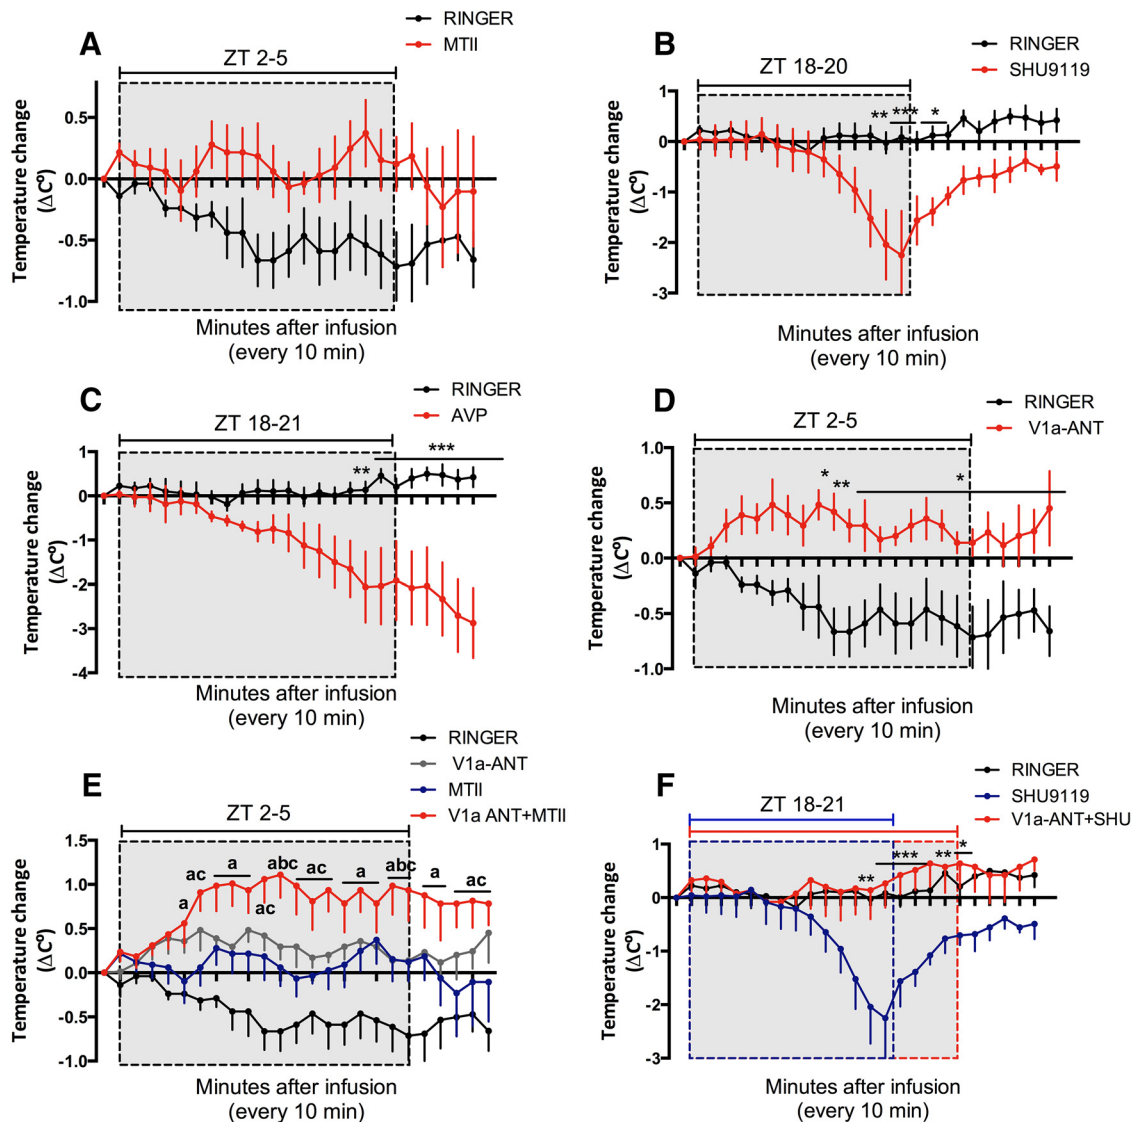 A
RINGER
MTII
ZT 2-5
0.5
0.0
-0.5
-1.0
Temperature change
(ΔCº)
Minutes after infusion
(every 10 min)
B
RINGER
SHU9119
ZT 18-20
** *** *
1
0
-1
-2
-3
Temperature change
(ΔCº)
Minutes after infusion
(every 10 min)
C
RINGER
AVP
ZT 18-21
***
**
1
0
-1
-2
-3
-4
Temperature change
(ΔCº)
Minutes after infusion
(every 10 min)
D
RINGER
V1a-ANT
ZT 2-5
*
**
*
1.0
0.5
0.0
-0.5
-1.0
Temperature change
(ΔCº)
Minutes after infusion
(every 10 min)
E
RINGER
V1a-ANT
MTII
V1a ANT+MTII
ZT 2-5
a ac a abc ac a abc a ac
ac
1.5
1.0
0.5
0.0
-0.5
-1.0
Temperature change
(ΔCº)
Minutes after infusion
(every 10 min)
F
RINGER
SHU9119
V1a-ANT+SHU
ZT 18-21
** *** ** *
1
0
-1
-2
-3
Temperature change
(ΔCº)
Minutes after infusion
(every 10 min)